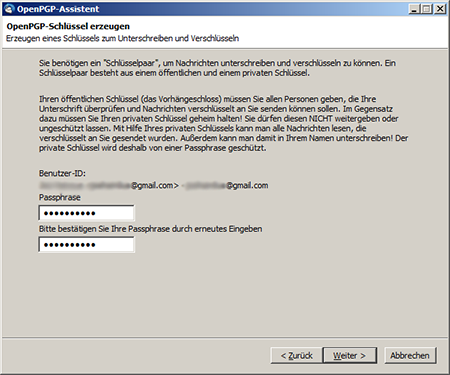 OpenPGP-Assistent
OpenPGP-Schlüssel erzeugen
Erzeugen eines Schlüssels zum Unterschreiben und Verschlüsseln
Sie benötigen ein "Schlüsselpaar", um Nachrichten unterschreiben und verschlüsseln zu können. Ein
Schlüsselpaar besteht aus einem öffentlichen und einem privaten Schlüssel.
Ihren öffentlichen Schlüssel (das Vorhängeschloss) müssen Sie allen Personen geben, die Ihre
Unterschrift überprüfen und Nachrichten verschlüsselt an Sie senden können sollen. Im Gegensatz
dazu müssen Sie Ihren privaten Schlüssel geheim halten! Sie dürfen diesen NICHT weitergeben oder
ungeschützt lassen. Mit Hilfe Ihres privaten Schlüssels kann man alle Nachrichten lesen, die
verschlüsselt an Sie gesendet wurden. Außerdem kann man damit in Ihrem Namen unterschreiben! Der
private Schlüssel wird deshalb von einer Passphrase geschützt.
Benutzer-ID:
@gmail.com> - @gmail.com
Passphrase
●●●●●●●●●●
Bitte bestätigen Sie Ihre Passphrase durch erneutes Eingeben
●●●●●●●●●●
< Zurück Weiter > Abbrechen